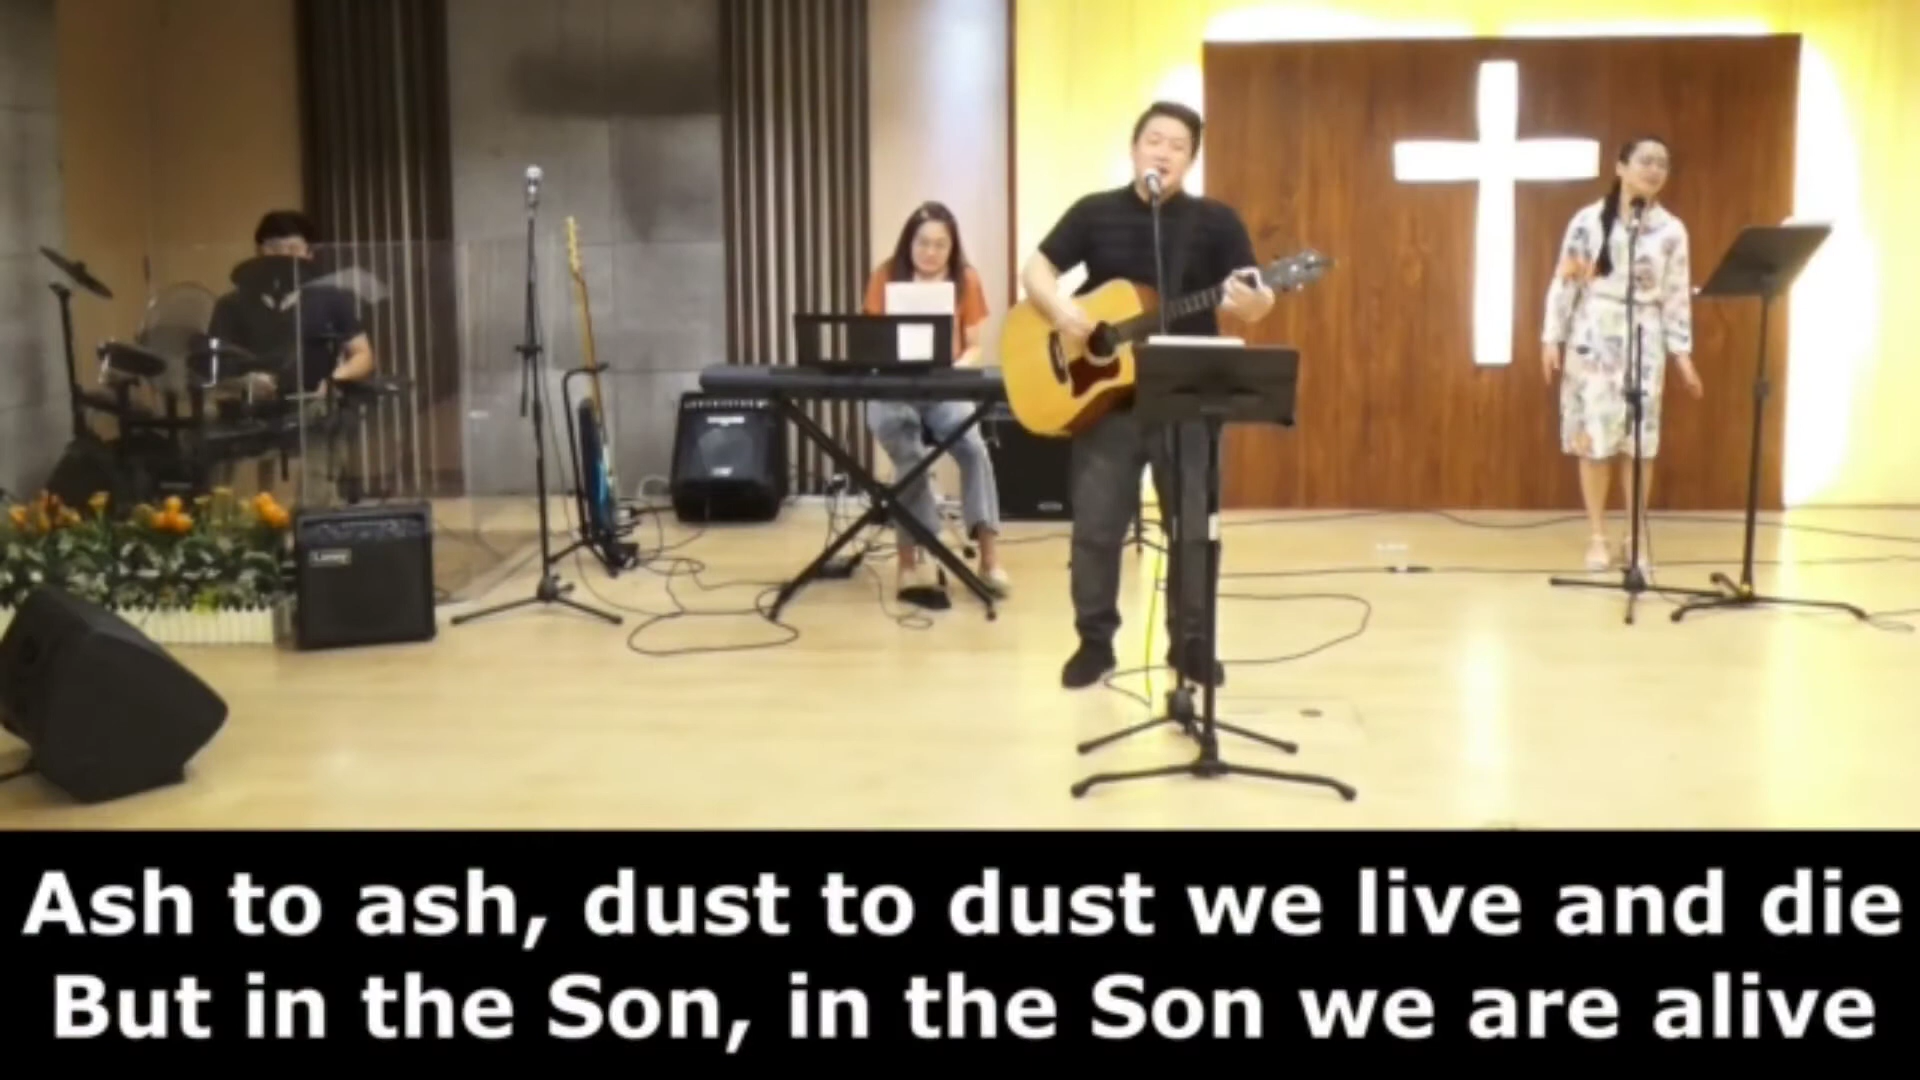 Laney
Ash to ash, dust to dust we live and die
But in the Son, in the Son we are alive